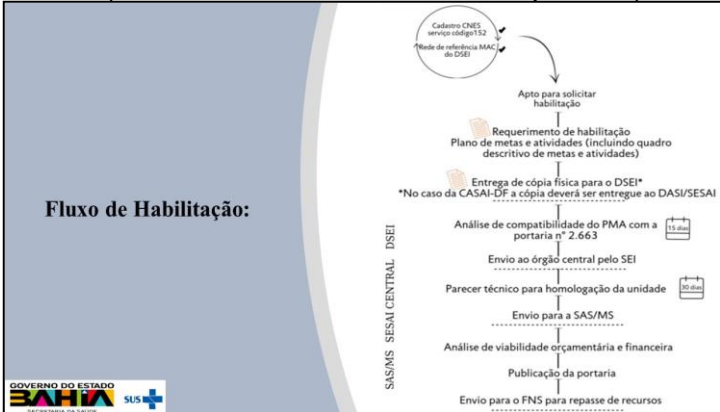 Cadastro CNES
serviço código152
Rede de referência MAC
do DSEI
Apto para solicitar
habilitação
Requerimento de habilitação
Plano de metas e atividades (incluindo quadro
descritivo de metas e atividades)
Entrega de cópia física para o DSEI*
*No caso da CASAI-DF a cópia deverá ser entregue ao DASI/SESAI
Fluxo de Habilitação:
Análise de compatibilidade do PMA com a
portaria n° 2.663
15 dias
Envio ao órgão central pelo SEI
Parecer técnico para homologação da unidade
30 dias
Envio para a SAS/MS
Análise de viabilidade orçamentária e financeira
Publicação da portaria
Envio para o FNS para repasse de recursos
SAS/MS SESAI CENTRAL DSEI
GOVERNO DO ESTADO
BAHIA
SECRETARIA DA SAÚDE
SUS